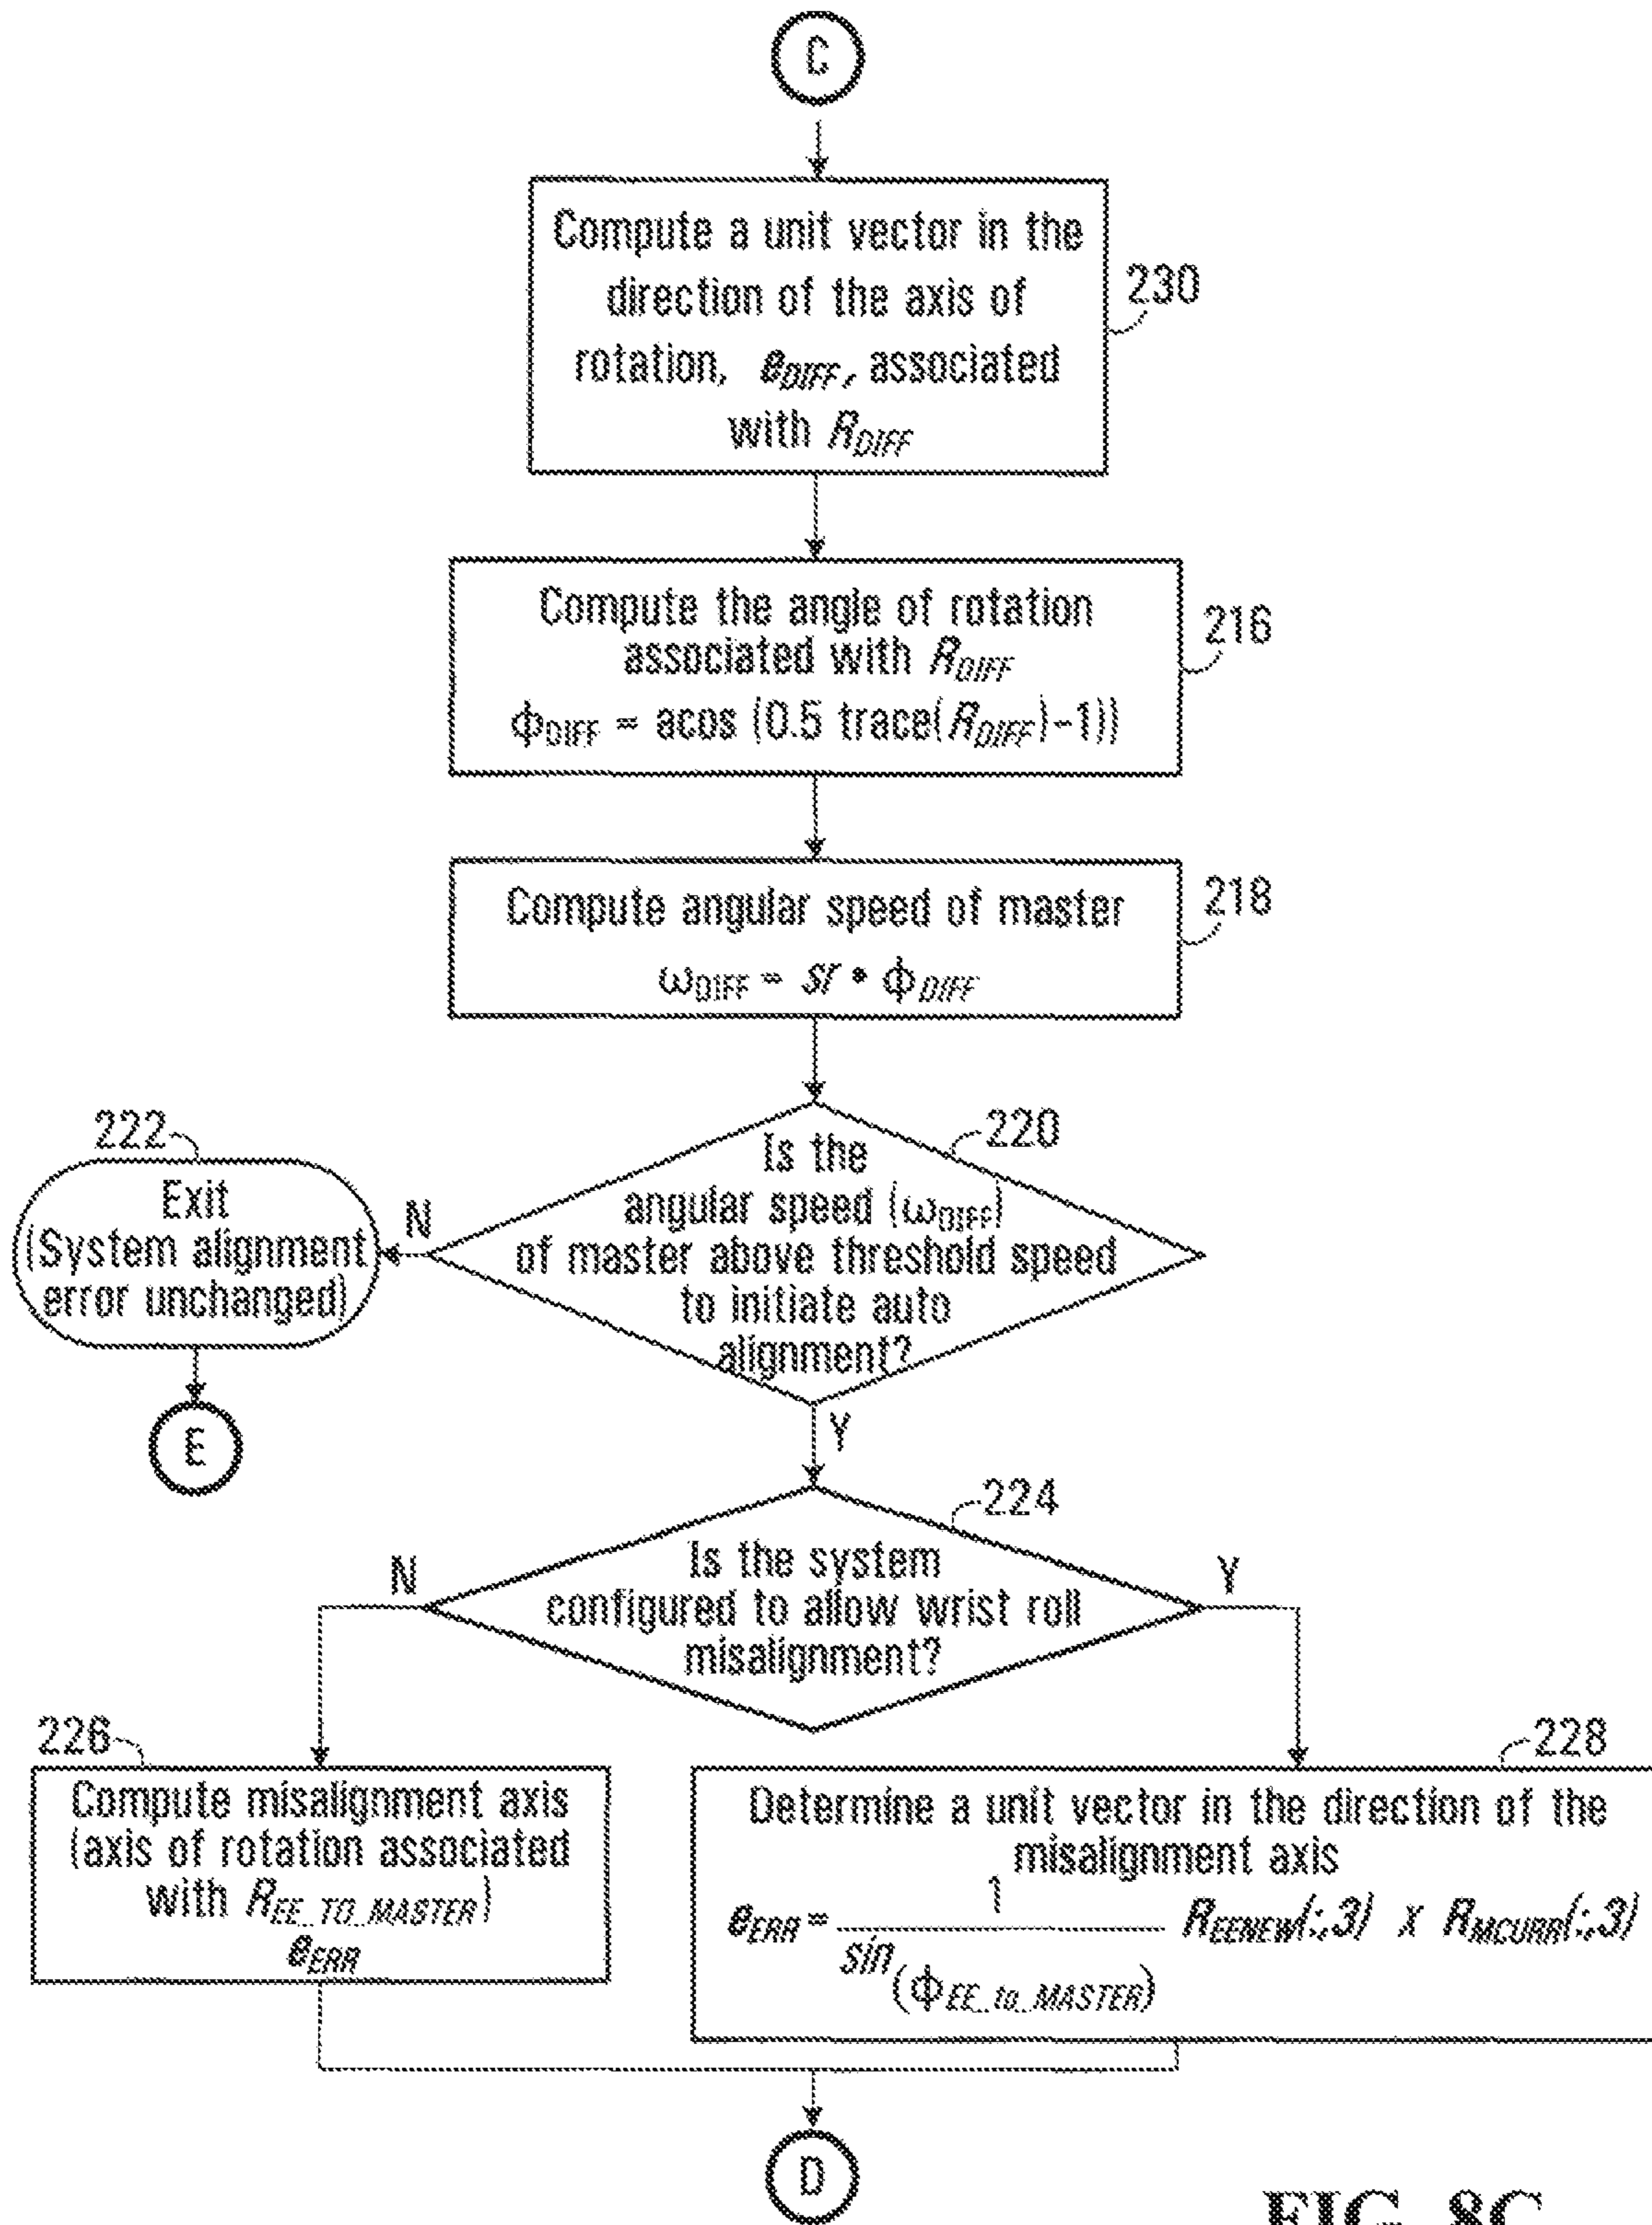 C
Compute a unit vector in the
direction of the axis of
rotation, eDIFF, associated
with RDIFF
230
Compute the angle of rotation
associated with RDIFF
ΦDIFF = acos (0.5 trace(RDIFF)-1))
216
Compute angular speed of master
ωDIFF = sr • ΦDIFF
218
222
Exit
(System alignment
error unchanged)
E
N
220
Is the
angular speed (ωDIFF)
of master above threshold speed
to initiate auto
alignment?
Y
224
Is the system
configured to allow wrist roll
misalignment?
N
Y
226
Compute misalignment axis
(axis of rotation associated
with REE_TO_MASTER)
eERR
228
Determine a unit vector in the direction of the
misalignment axis
eERR = 1 / sin(ΦEE_to_MASTER) REENEW(:,3) x RMCURR(:,3)
D
FIG. 8C